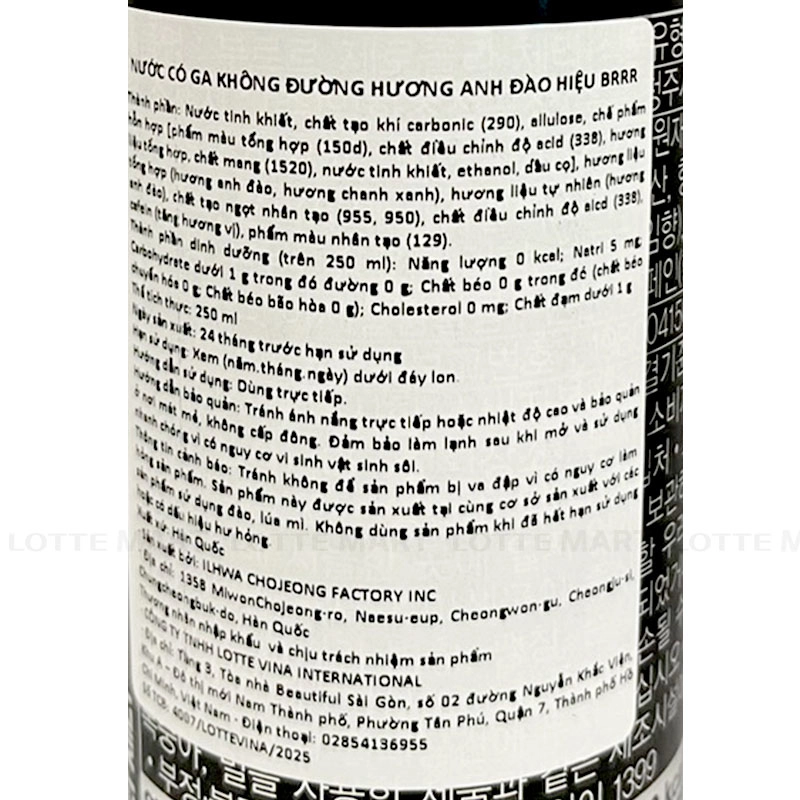 NƯỚC CÓ GA KHÔNG ĐƯỜNG HƯƠNG ANH ĐÀO HIỆU BRRR
Thành phần: Nước tinh khiết, chất tạo khí carbonic (290), allulose, chế phẩm
hỗn hợp [phẩm màu tổng hợp (150d), chất điều chỉnh độ acid (338), hương
liệu tổng hợp, chất mang (1520), nước tinh khiết, ethanol, dầu cọ], hương liệu
tổng hợp (hương anh đào, hương chanh xanh), hương liệu tự nhiên (hương
anh đào), chất tạo ngọt nhân tạo (955, 950), chất điều chỉnh độ aicd (338),
cafein (tăng hương vị), phẩm màu nhân tạo (129).
Thành phần dinh dưỡng (trên 250 ml): Năng lượng 0 kcal; Natri 5 mg
Carbohydrate dưới 1 g trong đó đường 0 g; Chất béo 0 g trong đó (chất béo
chuyển hóa 0 g; Chất béo bão hòa 0 g); Cholesterol 0 mg; Chất đạm dưới 1 g
Thể tích thực: 250 ml
Ngày sản xuất: 24 tháng trước hạn sử dụng
Hạn sử dụng: Xem (năm.tháng.ngày) dưới đáy lon.
Hướng dẫn sử dụng: Dùng trực tiếp.
Hướng dẫn bảo quản: Tránh ánh nắng trực tiếp hoặc nhiệt độ cao và bảo quản
ở nơi mát mẻ, không cấp đông. Đảm bảo làm lạnh sau khi mở và sử dụng
nhanh chóng vì có nguy cơ vi sinh vật sinh sôi.
Thông tin cảnh báo: Tránh không để sản phẩm bị va đập vì có nguy cơ làm
hỏng sản phẩm. Sản phẩm này được sản xuất tại cùng cơ sở sản xuất với các
sản phẩm sử dụng đào, lúa mì. Không dùng sản phẩm khi đã hết hạn sử dụng
hoặc có dấu hiệu hư hỏng
Xuất xứ: Hàn Quốc
Sản xuất bởi: ILHWA CHOJEONG FACTORY INC
- Địa chỉ: 1358 MiwonChoJeong-ro, Naesu-eup, Cheongwon-gu, Cheongju-si,
Chungcheongbuk-do, Hàn Quốc
Thương nhân nhập khẩu và chịu trách nhiệm sản phẩm
- CÔNG TY TNHH LOTTE VINA INTERNATIONAL
- Địa chỉ: Tầng 3, Tòa nhà Beautiful Sài Gòn, số 02 đường Nguyễn Khắc Viện,
Khu A – Đô thị mới Nam Thành phố, Phường Tân Phú, Quận 7, Thành phố Hồ
Chí Minh, Việt Nam - Điện thoại: 02854136955
Số TCB: 4007/LOTTEVINA/2025
LOTTE MART LOTTE MART LOTTE MART LOTTE MART
1399